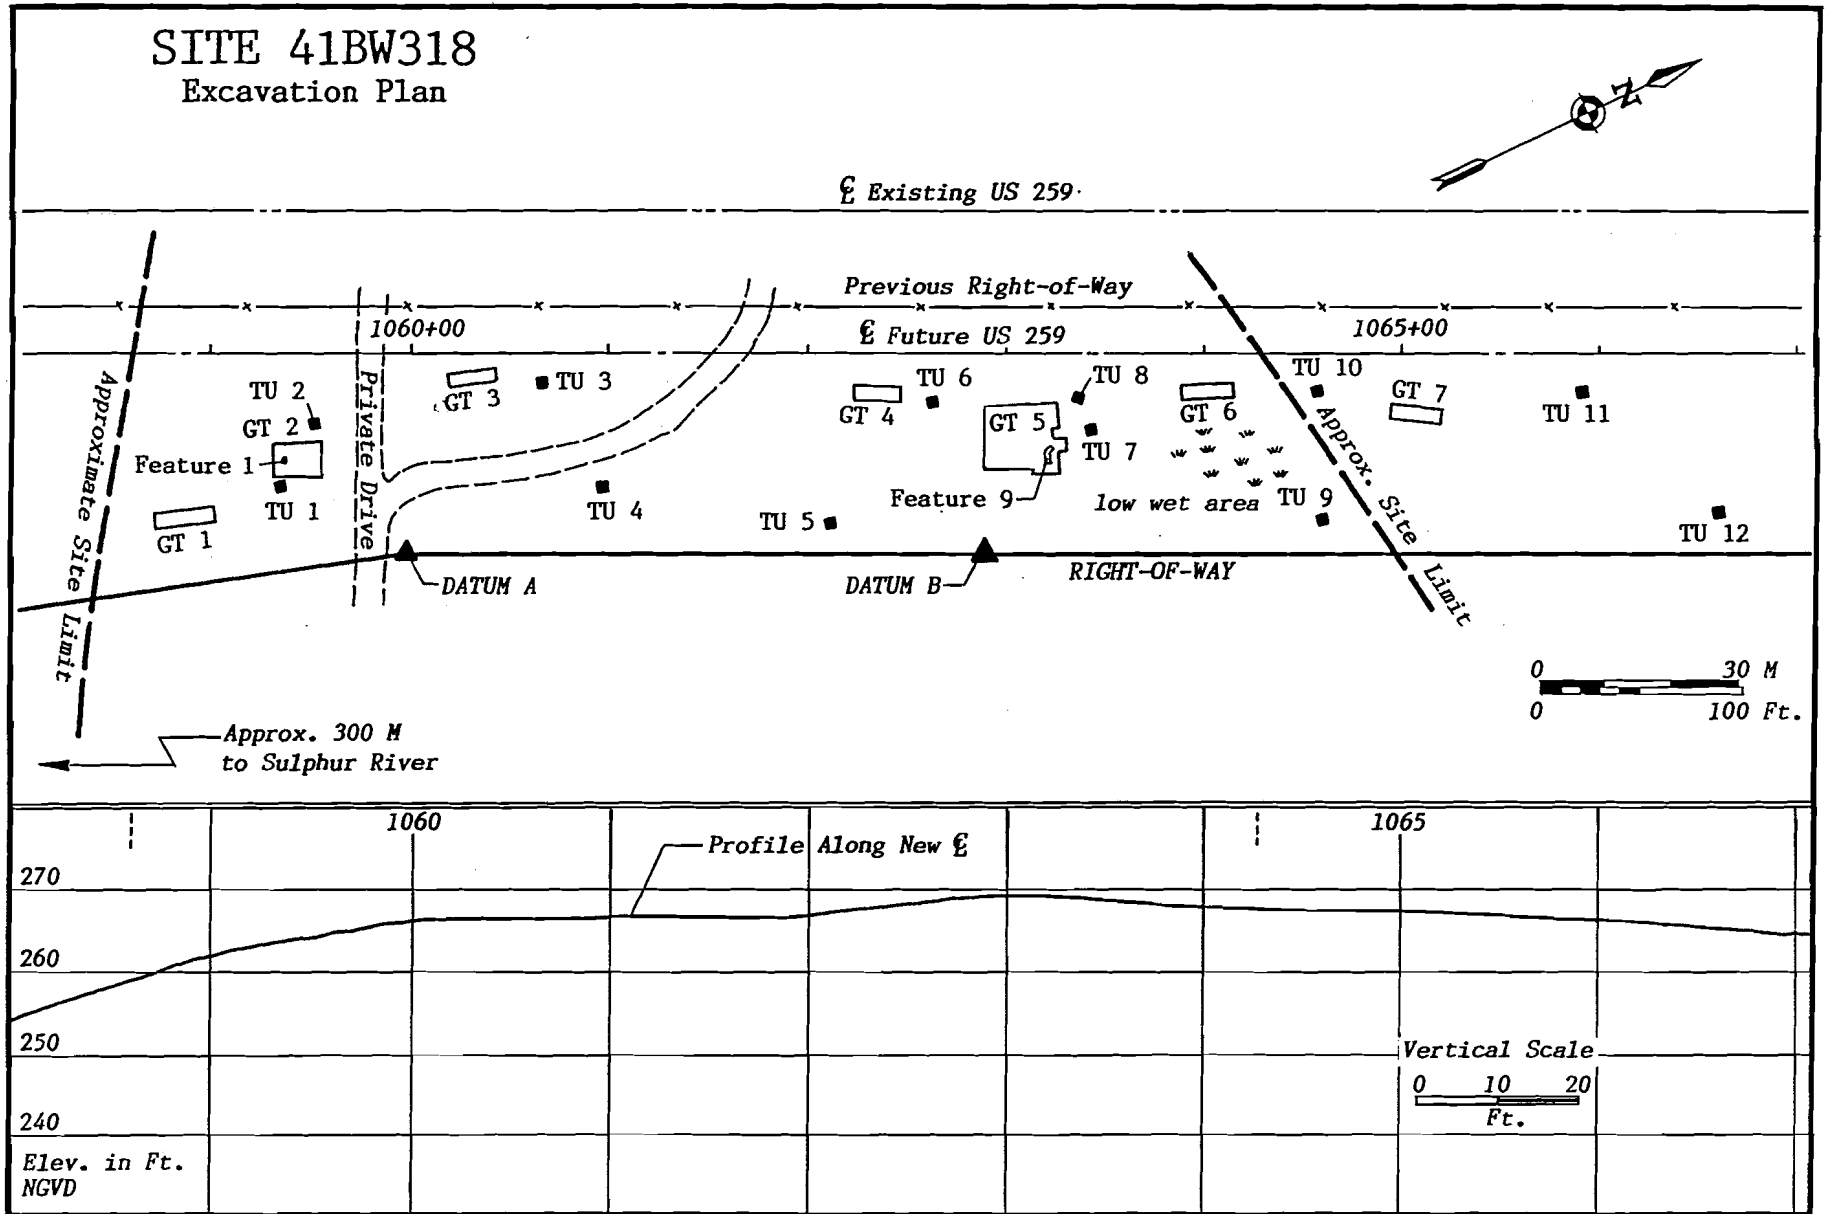 SITE 41BW318
Excavation Plan
N
℄ Existing US 259
Previous Right-of-Way
1060+00
℄ Future US 259
1065+00
Approximate Site Limit
TU 2
GT 2
Feature 1
TU 1
GT 1
Private Drive
GT 3
TU 3
TU 4
TU 5
GT 4
TU 6
GT 5
TU 8
TU 7
Feature 9
GT 6
low wet area
TU 9
TU 10
GT 7
TU 11
TU 12
Approx. Site Limit
DATUM A
DATUM B
RIGHT-OF-WAY
0 30 M
0 100 Ft.
Approx. 300 M
to Sulphur River
1060
1065
Profile Along New ℄
270
260
250
240
Vertical Scale
0 10 20
Ft.
Elev. in Ft.
NGVD